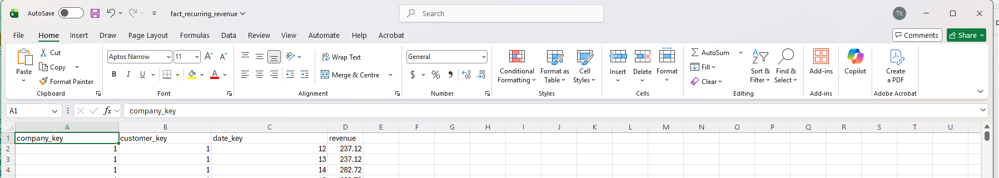 AutoSave fact_recurring_revenue Search TK
File Home Insert Draw Page Layout Formulas Data Review View Automate Help Acrobat Comments Share
Paste Cut Copy Format Painter
Clipboard
Aptos Narrow 11 A A
B I U A
Font
ab Wrap Text
Merge & Centre
Alignment
General
$ % 9 .00
Number
Conditional Formatting Format as Table Cell Styles
Styles
Insert Delete Format
Cells
AutoSum
Fill
Clear
Sort & Filter Find & Select
Editing
Add-ins
Add-ins
Copilot
Create a PDF
Adobe Acrobat
A1 fx company_key
A B C D E F G H I J K L M N O P Q R S T U
1 company_key customer_key date_key revenue
2 1 1 12 237.12
3 1 1 13 237.12
4 1 1 14 282.72